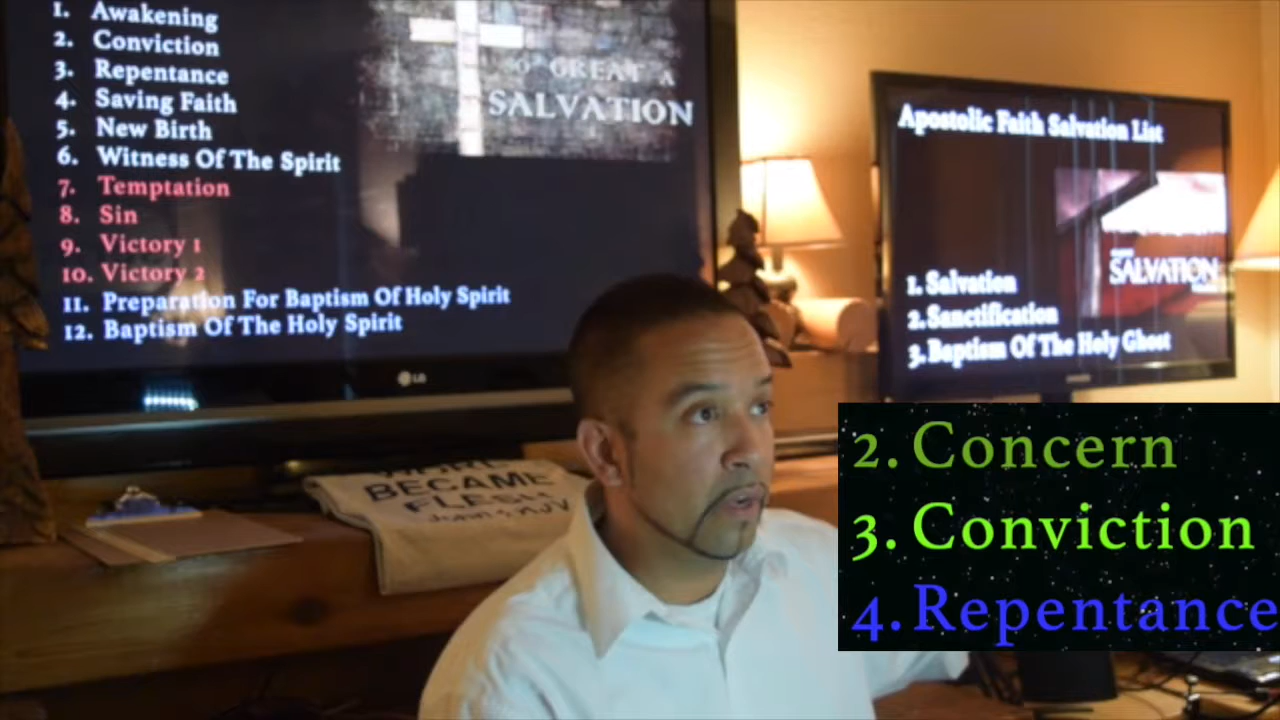 1. Awakening
2. Conviction
3. Repentance
4. Saving Faith
5. New Birth
6. Witness Of The Spirit
7. Temptation
8. Sin
9. Victory 1
10. Victory 2
11. Preparation For Baptism Of Holy Spirit
12. Baptism Of The Holy Spirit
GREAT A
SALVATION
LG
Apostolic Faith Salvation List
SALVATION
1. Salvation
2. Sanctification
3. Baptism Of The Holy Ghost
BECAME
FLESH
2. Concern
3. Conviction
4. Repentance